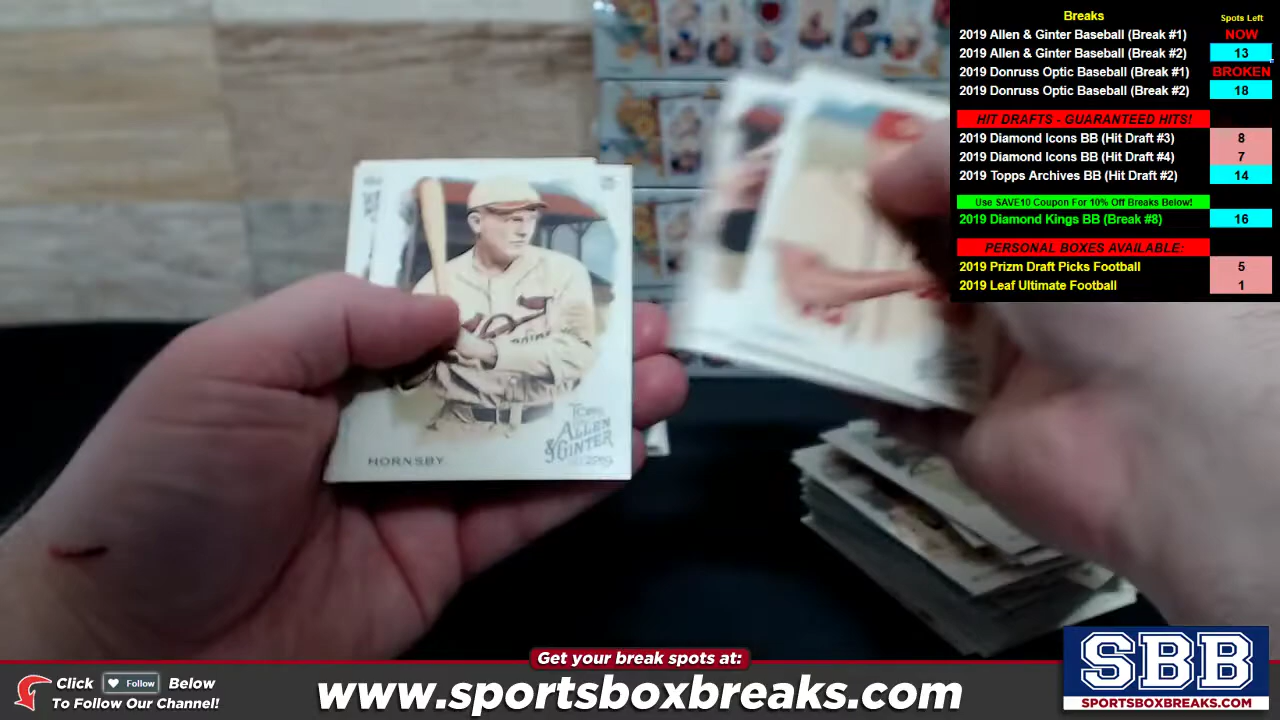 Breaks Spots Left
2019 Allen & Ginter Baseball (Break #1) NOW
2019 Allen & Ginter Baseball (Break #2) 13
2019 Donruss Optic Baseball (Break #1) BROKEN
2019 Donruss Optic Baseball (Break #2) 18
HIT DRAFTS - GUARANTEED HITS!
2019 Diamond Icons BB (Hit Draft #3) 8
2019 Diamond Icons BB (Hit Draft #4) 7
2019 Topps Archives BB (Hit Draft #2) 14
Use SAVE10 Coupon For 10% Off Breaks Below!
2019 Diamond Kings BB (Break #8) 16
PERSONAL BOXES AVAILABLE:
2019 Prizm Draft Picks Football 5
2019 Leaf Ultimate Football 1
TOPPS
ALLEN
& GINTER
2019
HORNSBY
Get your break spots at:
Click Follow Below
To Follow Our Channel!
www.sportsboxbreaks.com
SBB
SPORTSBOXBREAKS.COM